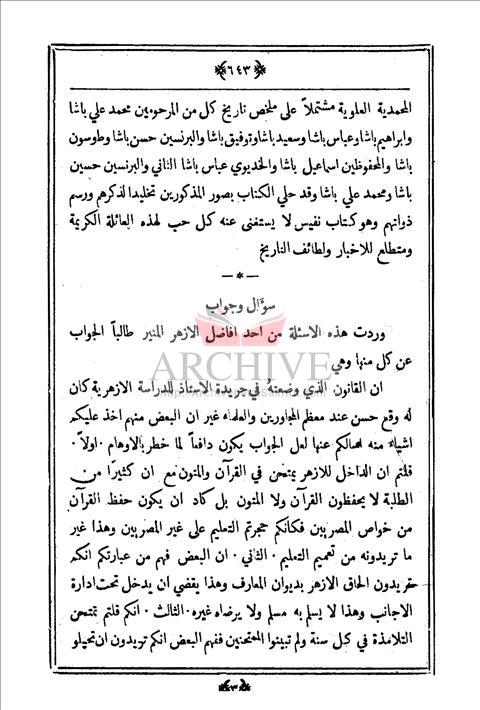 ﴿٦٤٣﴾
المحمدية العلوية مشتملاً على ملخص تاريخ كل من المرحومين محمد علي باشا
وابراهيم باشا وعباس باشا وسعيد باشا وتوفيق باشا والبرنسين حسن باشا وطوسون
باشا والمحفوظين اسماعيل باشا والخديوي عباس باشا الثاني والبرنسين حسين
باشا ومحمد علي باشا وقد حلي الكتاب بصور المذكورين تخليدا لذكرهم ورسم
ذواتهم وهو كتاب نفيس لا يستغنى عنه كل محب لهذه العائلة الكريمة
ومتطلع للاخبار ولطائف التاريخ
سؤال وجواب
وردت هذه الاسئلة من احد افاضل الازهر المنير طالباً الجواب
عن كل منها وهي
ARCHIVE
ان القانون الذي وضعتهُ في جريدة الاستاذ للدراسة الازهرية كان
له وقع حسن عند معظم المجاورين والعلماء غير ان البعض منهم اخذ عليكم
اشياء منه اسالكم عنها لعل الجواب يكون دافعاً لما خطر بالاوهام · اولاً ·
قلتم ان الداخل للازهر يمتحن في القرآن والمتون مع ان كثيرًا من
الطلبة لا يحفظون القرآن ولا المتون بل كاد ان يكون حفظ القرآن
من خواص المصريين فكأنكم حجرتم التعليم على غير المصريين وهذا غير
ما تريدونه من تعميم التعليم · الثاني · ان البعض فهم من عبارتكم انكم
تريدون الحاق الازهر بديوان المعارف وهذا يقضي ان يدخل تحت ادارة
الاجانب وهذا لا يسلم به مسلم ولا يرضاه غيره · الثالث · انكم قلتم تمتحن
التلامذة في كل سنة ولم تبينوا الممتحنين ففهم البعض انكم تريدون ان تحيلو